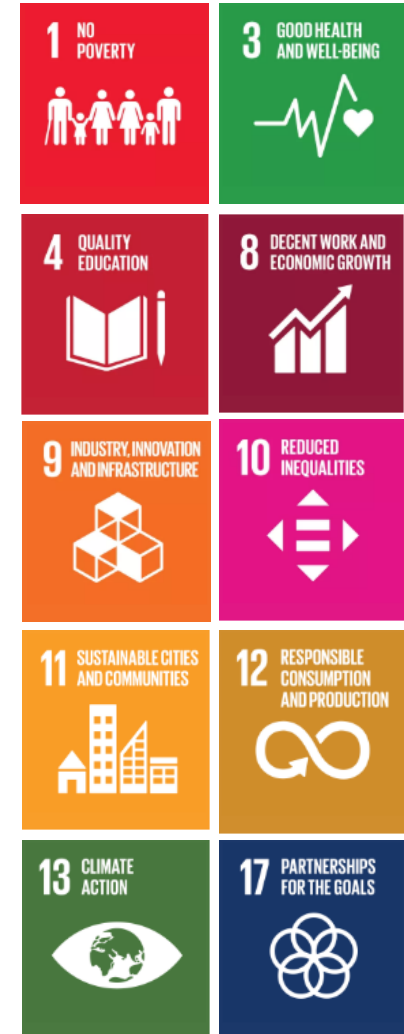 1 NO
POVERTY
3 GOOD HEALTH
AND WELL-BEING
4 QUALITY
EDUCATION
8 DECENT WORK AND
ECONOMIC GROWTH
9 INDUSTRY, INNOVATION
AND INFRASTRUCTURE
10 REDUCED
INEQUALITIES
11 SUSTAINABLE CITIES
AND COMMUNITIES
12 RESPONSIBLE
CONSUMPTION
AND PRODUCTION
13 CLIMATE
ACTION
17 PARTNERSHIPS
FOR THE GOALS